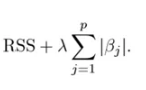 RSS + λ ∑_{j=1}^{p} |β_j|.